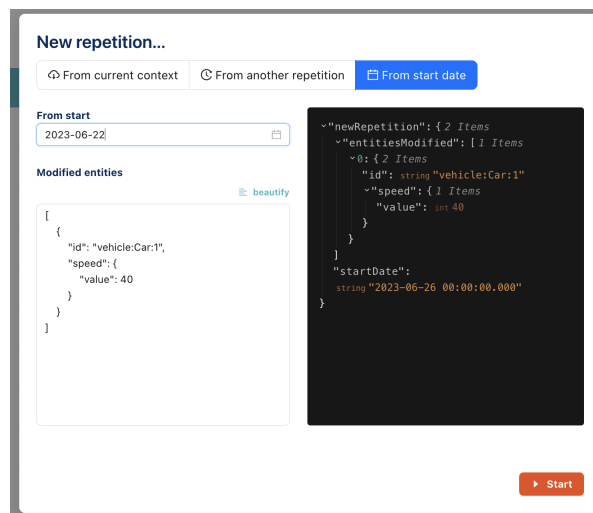 New repetition...
From current context
From another repetition
From start date
From start
2023-06-22
Modified entities
beautify
[
{
"id": "vehicle:Car:1",
"speed": {
"value": 40
}
}
]
"newRepetition": { 2 Items
"entitiesModified": [ 1 Items
0: { 2 Items
"id": string "vehicle:Car:1"
"speed": { 1 Items
"value": int 40
}
}
]
"startDate":
string "2023-06-26 00:00:00.000"
}
Start